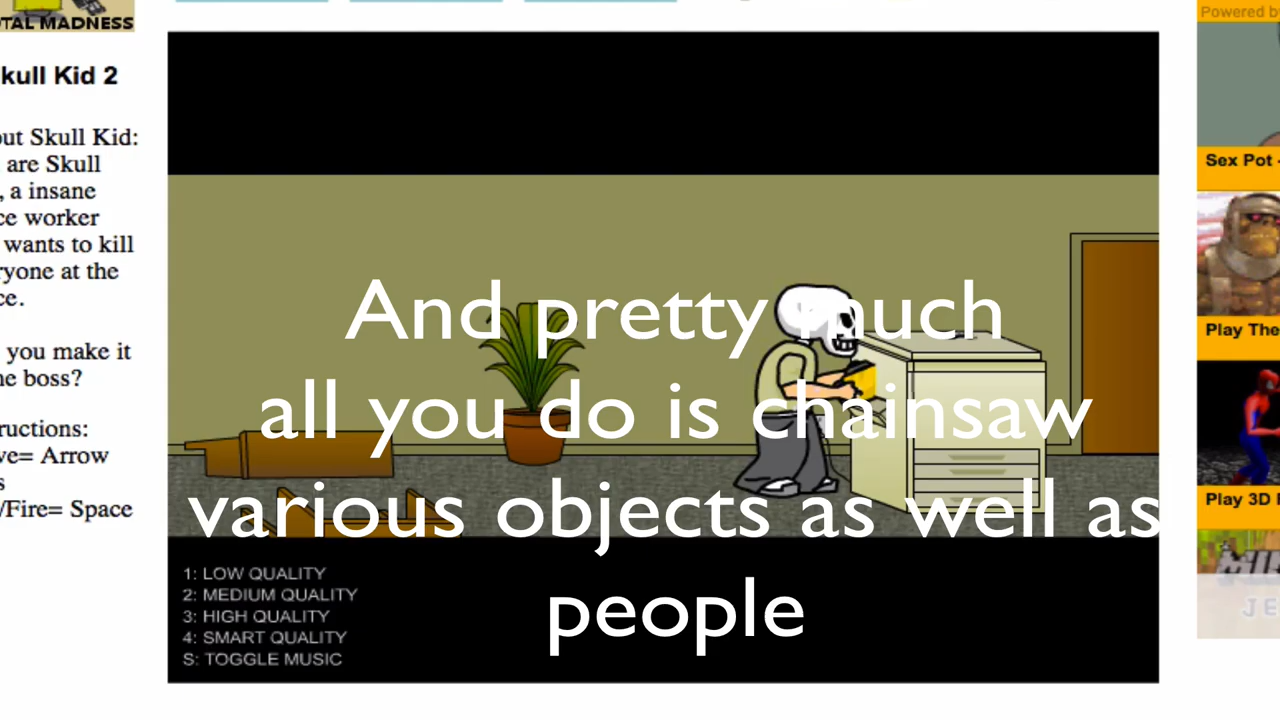 TAL MADNESS
Powered by
kull Kid 2
out Skull Kid:
are Skull
, a insane
ce worker
wants to kill
ryone at the
ce.
you make it
he boss?
ructions:
ve= Arrow
s
/Fire= Space
And pretty much
all you do is chainsaw
various objects as well as
people
1: LOW QUALITY
2: MEDIUM QUALITY
3: HIGH QUALITY
4: SMART QUALITY
S: TOGGLE MUSIC
Sex Pot -
Play The
Play 3D
JE